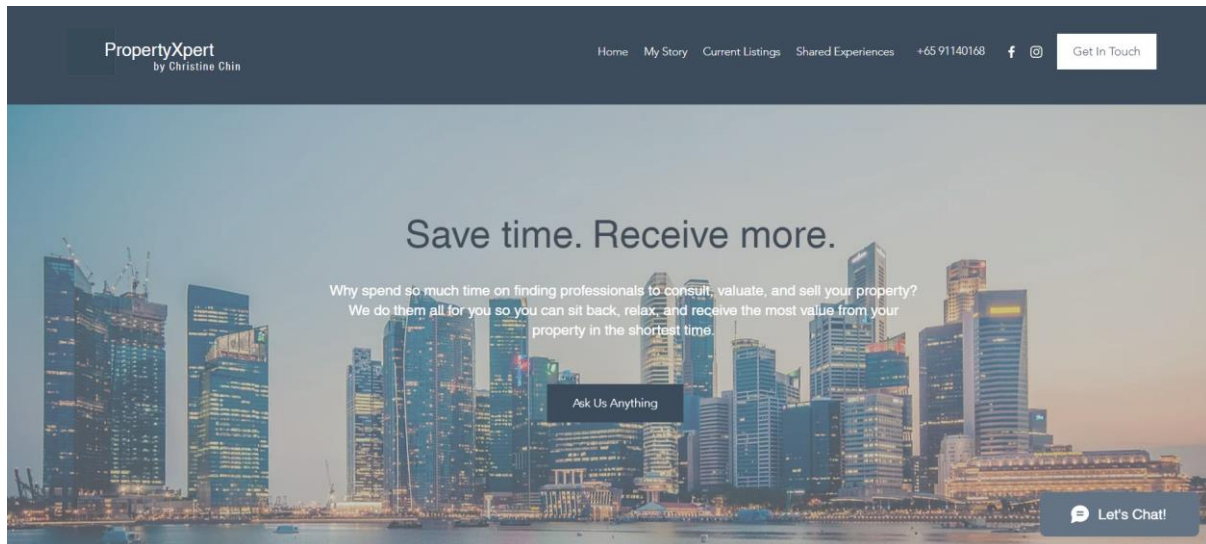 PropertyXpert
by Christine Chin
Home My Story Current Listings Shared Experiences +65 91140168 f Get In Touch
Save time. Receive more.
Why spend so much time on finding professionals to consult, valuate, and sell your property?
We do them all for you so you can sit back, relax, and receive the most value from your
property in the shortest time.
Ask Us Anything
Let's Chat!